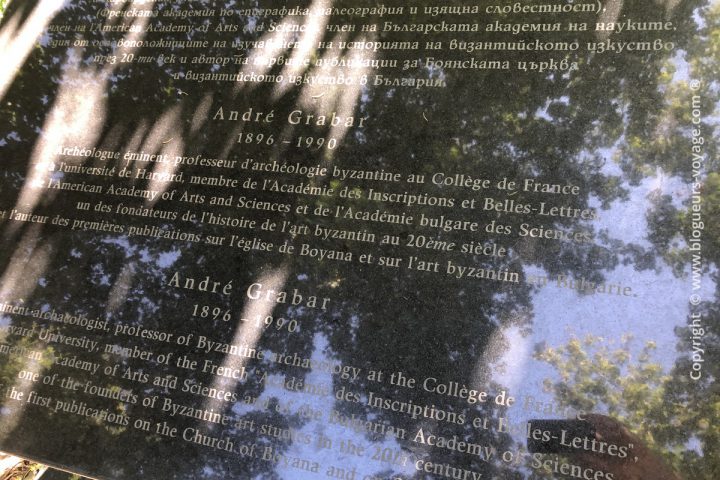 (Френската академия по епиграфика, палеография и изящна словестност),
член на l'American Academy of Arts and Sciences, член на Българската академия на науките.
един от основоположниците на изучаването на историята на византийското изкуство
през 20-ти век и автор на първите публикации за Боянската църква
и византийското изкуство в България.
André Grabar
1896 – 1990
Archéologue éminent, professeur d'archéologie byzantine au Collège de France
à l'université de Harvard, membre de l'Académie des Inscriptions et Belles-Lettres,
de l'American Academy of Arts and Sciences et de l'Académie bulgare des Sciences,
un des fondateurs de l'histoire de l'art byzantin au 20ème siècle
et l'auteur des premières publications sur l'église de Boyana et sur l'art byzantin en Bulgarie.
André Grabar
1896 – 1990
eminent archaeologist, professor of Byzantine archaeology at the Collège de France
Harvard University, member of the French "Académie des Inscriptions et Belles-Lettres",
American Academy of Arts and Sciences and of the Bulgarian Academy of Sciences
one of the founders of Byzantine art studies in the 20th century
the first publications on the Church of Boyana and on
Copyright © www.blogueurs-voyage.com ®